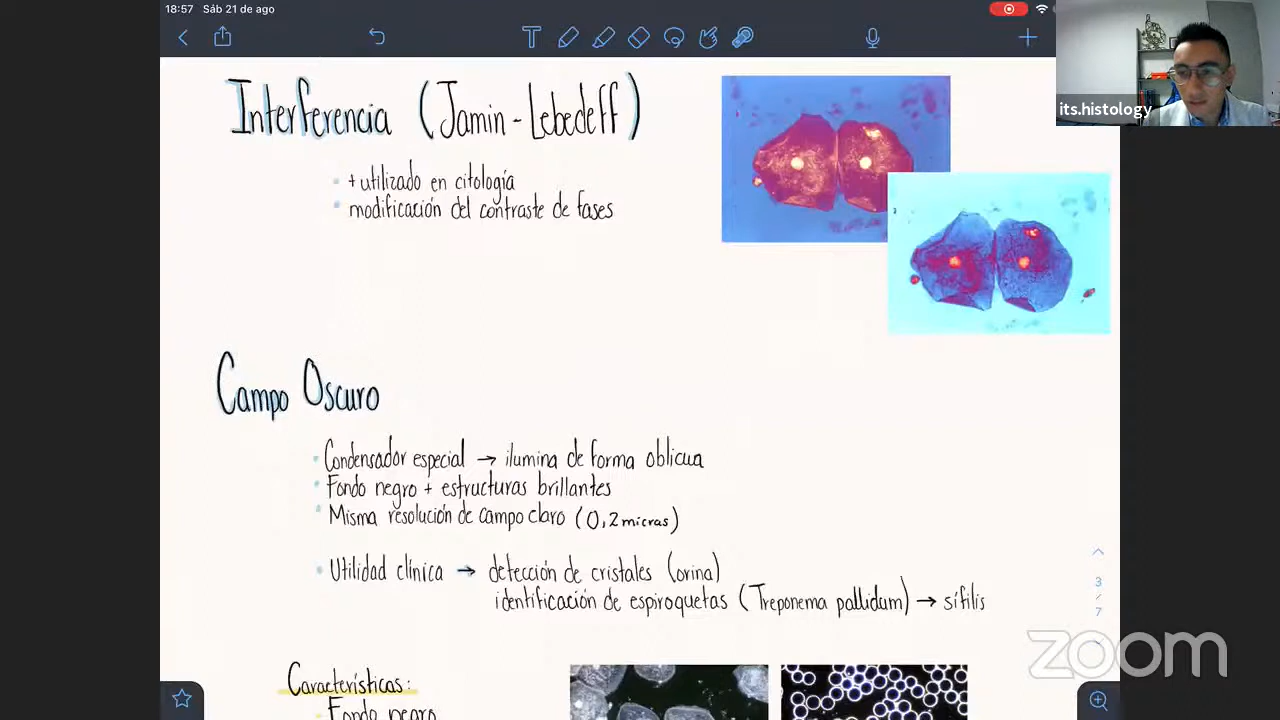 18:57 Sáb 21 de ago
its.histology
Interferencia (Jamin-Lebedeff)
+ utilizado en citología
modificación del contraste de fases
Campo Oscuro
Condensador especial → ilumina de forma oblicua
Fondo negro + estructuras brillantes
Misma resolución de campo claro (0,2 micras)
Utilidad clínica → detección de cristales (orina)
identificación de espiroquetas (Treponema pallidum) → sífilis
3
/
7
zoom
Características:
Fondo negro